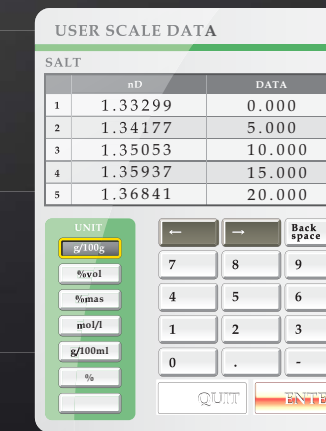 USER SCALE DATA
SALT
nD DATA
1 1.33299 0.000
2 1.34177 5.000
3 1.35053 10.000
4 1.35937 15.000
5 1.36841 20.000
UNIT
g/100g
%vol
%mas
mol/l
g/100ml
%
← → Back space
7 8 9
4 5 6
1 2 3
0 . -
QUIT ENTE